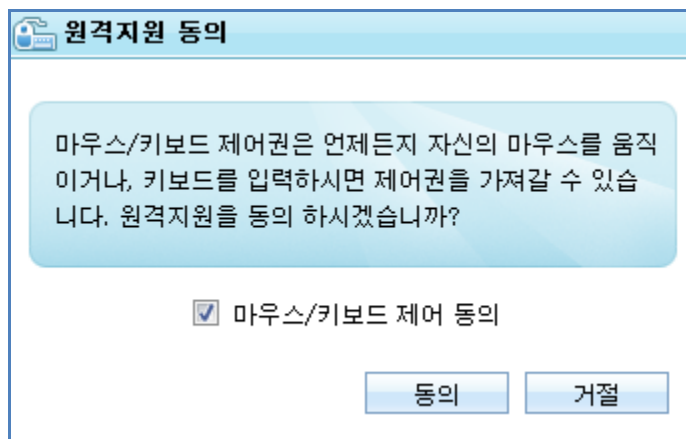 원격지원 동의
마우스/키보드 제어권은 언제든지 자신의 마우스를 움직
이거나, 키보드를 입력하시면 제어권을 가져갈 수 있습
니다. 원격지원을 동의 하시겠습니까?
마우스/키보드 제어 동의
동의 거절